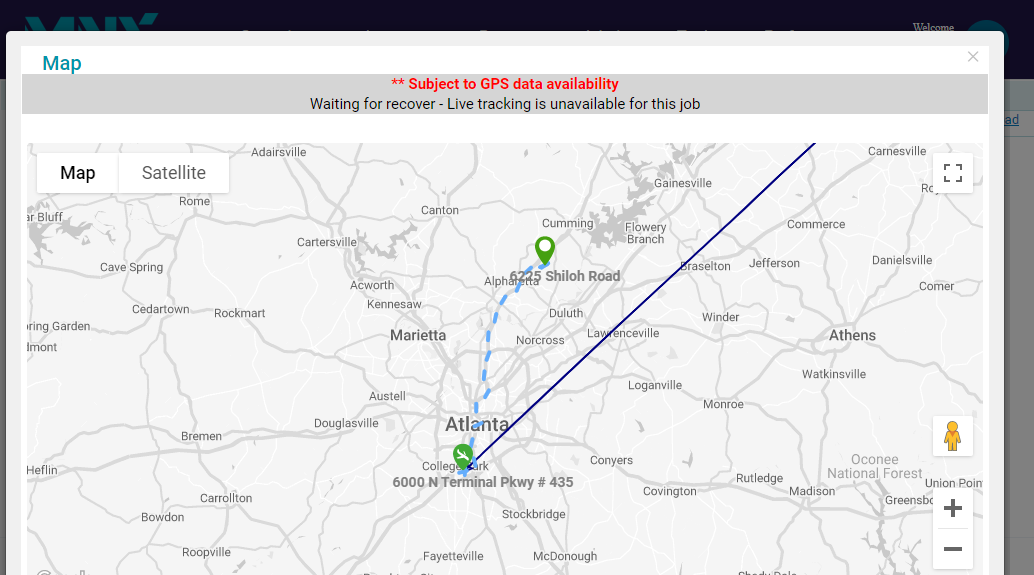 Welcome
Map
×
** Subject to GPS data availability
Waiting for recover - Live tracking is unavailable for this job
ad
Map
Satellite
Adairsville
Carnesville
Gainesville
Rome
Canton
Cumming
Flowery
Branch
Commerce
ar Bluff
Cartersville
Cave Spring
Braselton
Jefferson
Danielsville
6225 Shiloh Road
Alpharetta
Acworth
Comer
Kennesaw
Cedartown
Rockmart
Duluth
Winder
ring Garden
Marietta
Norcross
Lawrenceville
Athens
lmont
Watkinsville
Loganville
Austell
Monroe
Douglasville
Atlanta
Bremen
Heflin
College Park
Conyers
Oconee
National Forest
6000 N Terminal Pkwy # 435
Rutledge
Madison
Union Point
Covington
Carrollton
Greensbo
Stockbridge
Bowdon
Roopville
Fayetteville
McDonough